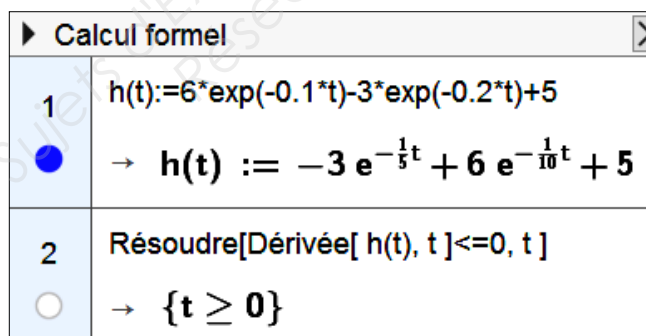 Calcul formel
1
h(t):=6*exp(-0.1*t)-3*exp(-0.2*t)+5
→ h(t) := −3 e^(−1/5 t) + 6 e^(−1/10 t) + 5
2
Résoudre[Dérivée[ h(t), t ]<=0, t ]
→ {t ≥ 0}